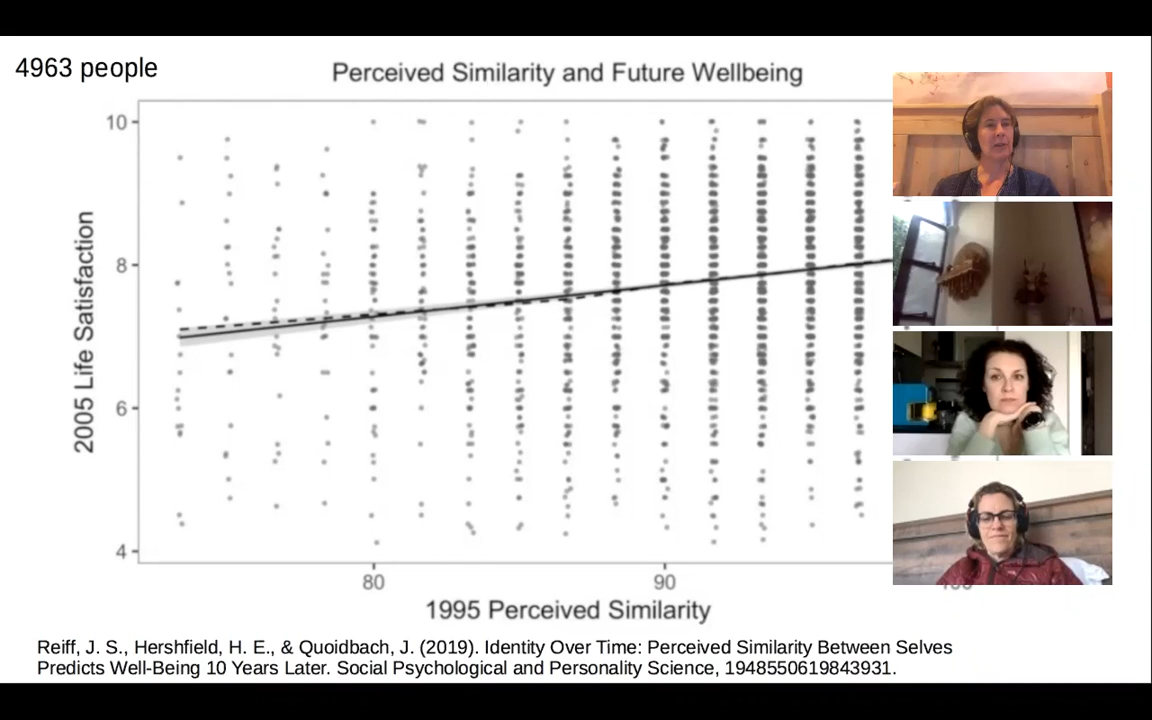 4963 people
Perceived Similarity and Future Wellbeing
10
8
6
4
2005 Life Satisfaction
80
90
1995 Perceived Similarity
Reiff, J. S., Hershfield, H. E., & Quoidbach, J. (2019). Identity Over Time: Perceived Similarity Between Selves
Predicts Well-Being 10 Years Later. Social Psychological and Personality Science, 1948550619843931.